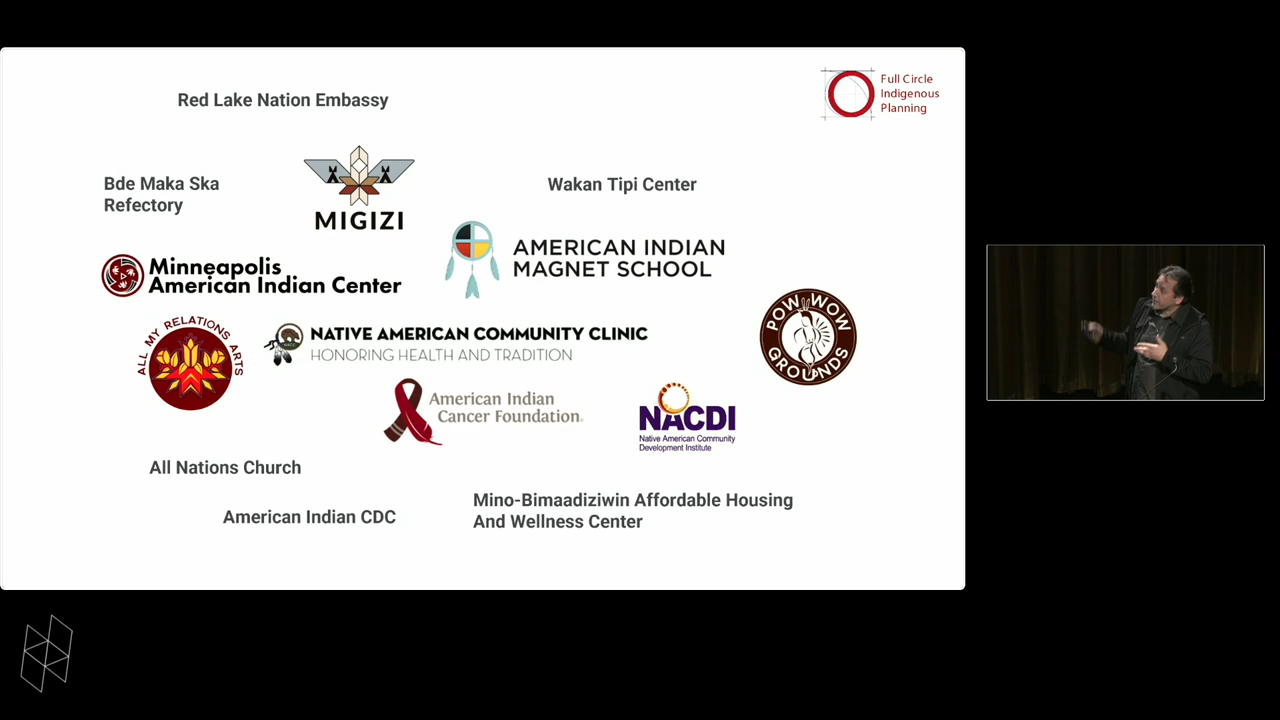 Red Lake Nation Embassy
Full Circle
Indigenous
Planning
Bde Maka Ska
Refectory
MIGIZI
Wakan Tipi Center
AMERICAN INDIAN
MAGNET SCHOOL
Minneapolis
American Indian Center
ALL MY RELATIONS ARTS
NATIVE AMERICAN COMMUNITY CLINIC
HONORING HEALTH AND TRADITION
POW WOW
GROUNDS
American Indian
Cancer Foundation
NACDI
Native American Community
Development Institute
All Nations Church
American Indian CDC
Mino-Bimaadiziwin Affordable Housing
And Wellness Center